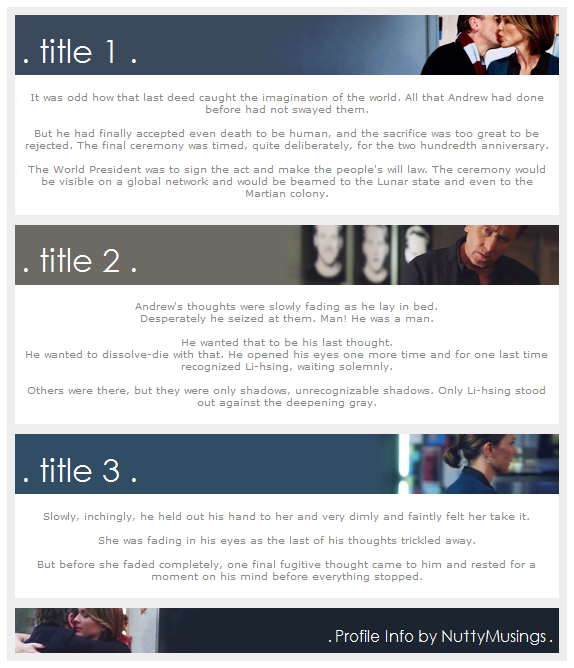 . title 1 .
It was odd how that last deed caught the imagination of the world. All that Andrew had done
before had not swayed them.
But he had finally accepted even death to be human, and the sacrifice was too great to be
rejected. The final ceremony was timed, quite deliberately, for the two hundredth anniversary.
The World President was to sign the act and make the people's will law. The ceremony would
be visible on a global network and would be beamed to the Lunar state and even to the
Martian colony.
. title 2 .
Andrew's thoughts were slowly fading as he lay in bed.
Desperately he seized at them. Man! He was a man.
He wanted that to be his last thought.
He wanted to dissolve-die with that. He opened his eyes one more time and for one last time
recognized Li-hsing, waiting solemnly.
Others were there, but they were only shadows, unrecognizable shadows. Only Li-hsing stood
out against the deepening gray.
. title 3 .
Slowly, inchingly, he held out his hand to her and very dimly and faintly felt her take it.
She was fading in his eyes as the last of his thoughts trickled away.
But before she faded completely, one final fugitive thought came to him and rested for a
moment on his mind before everything stopped.
. Profile Info by NuttyMusings .